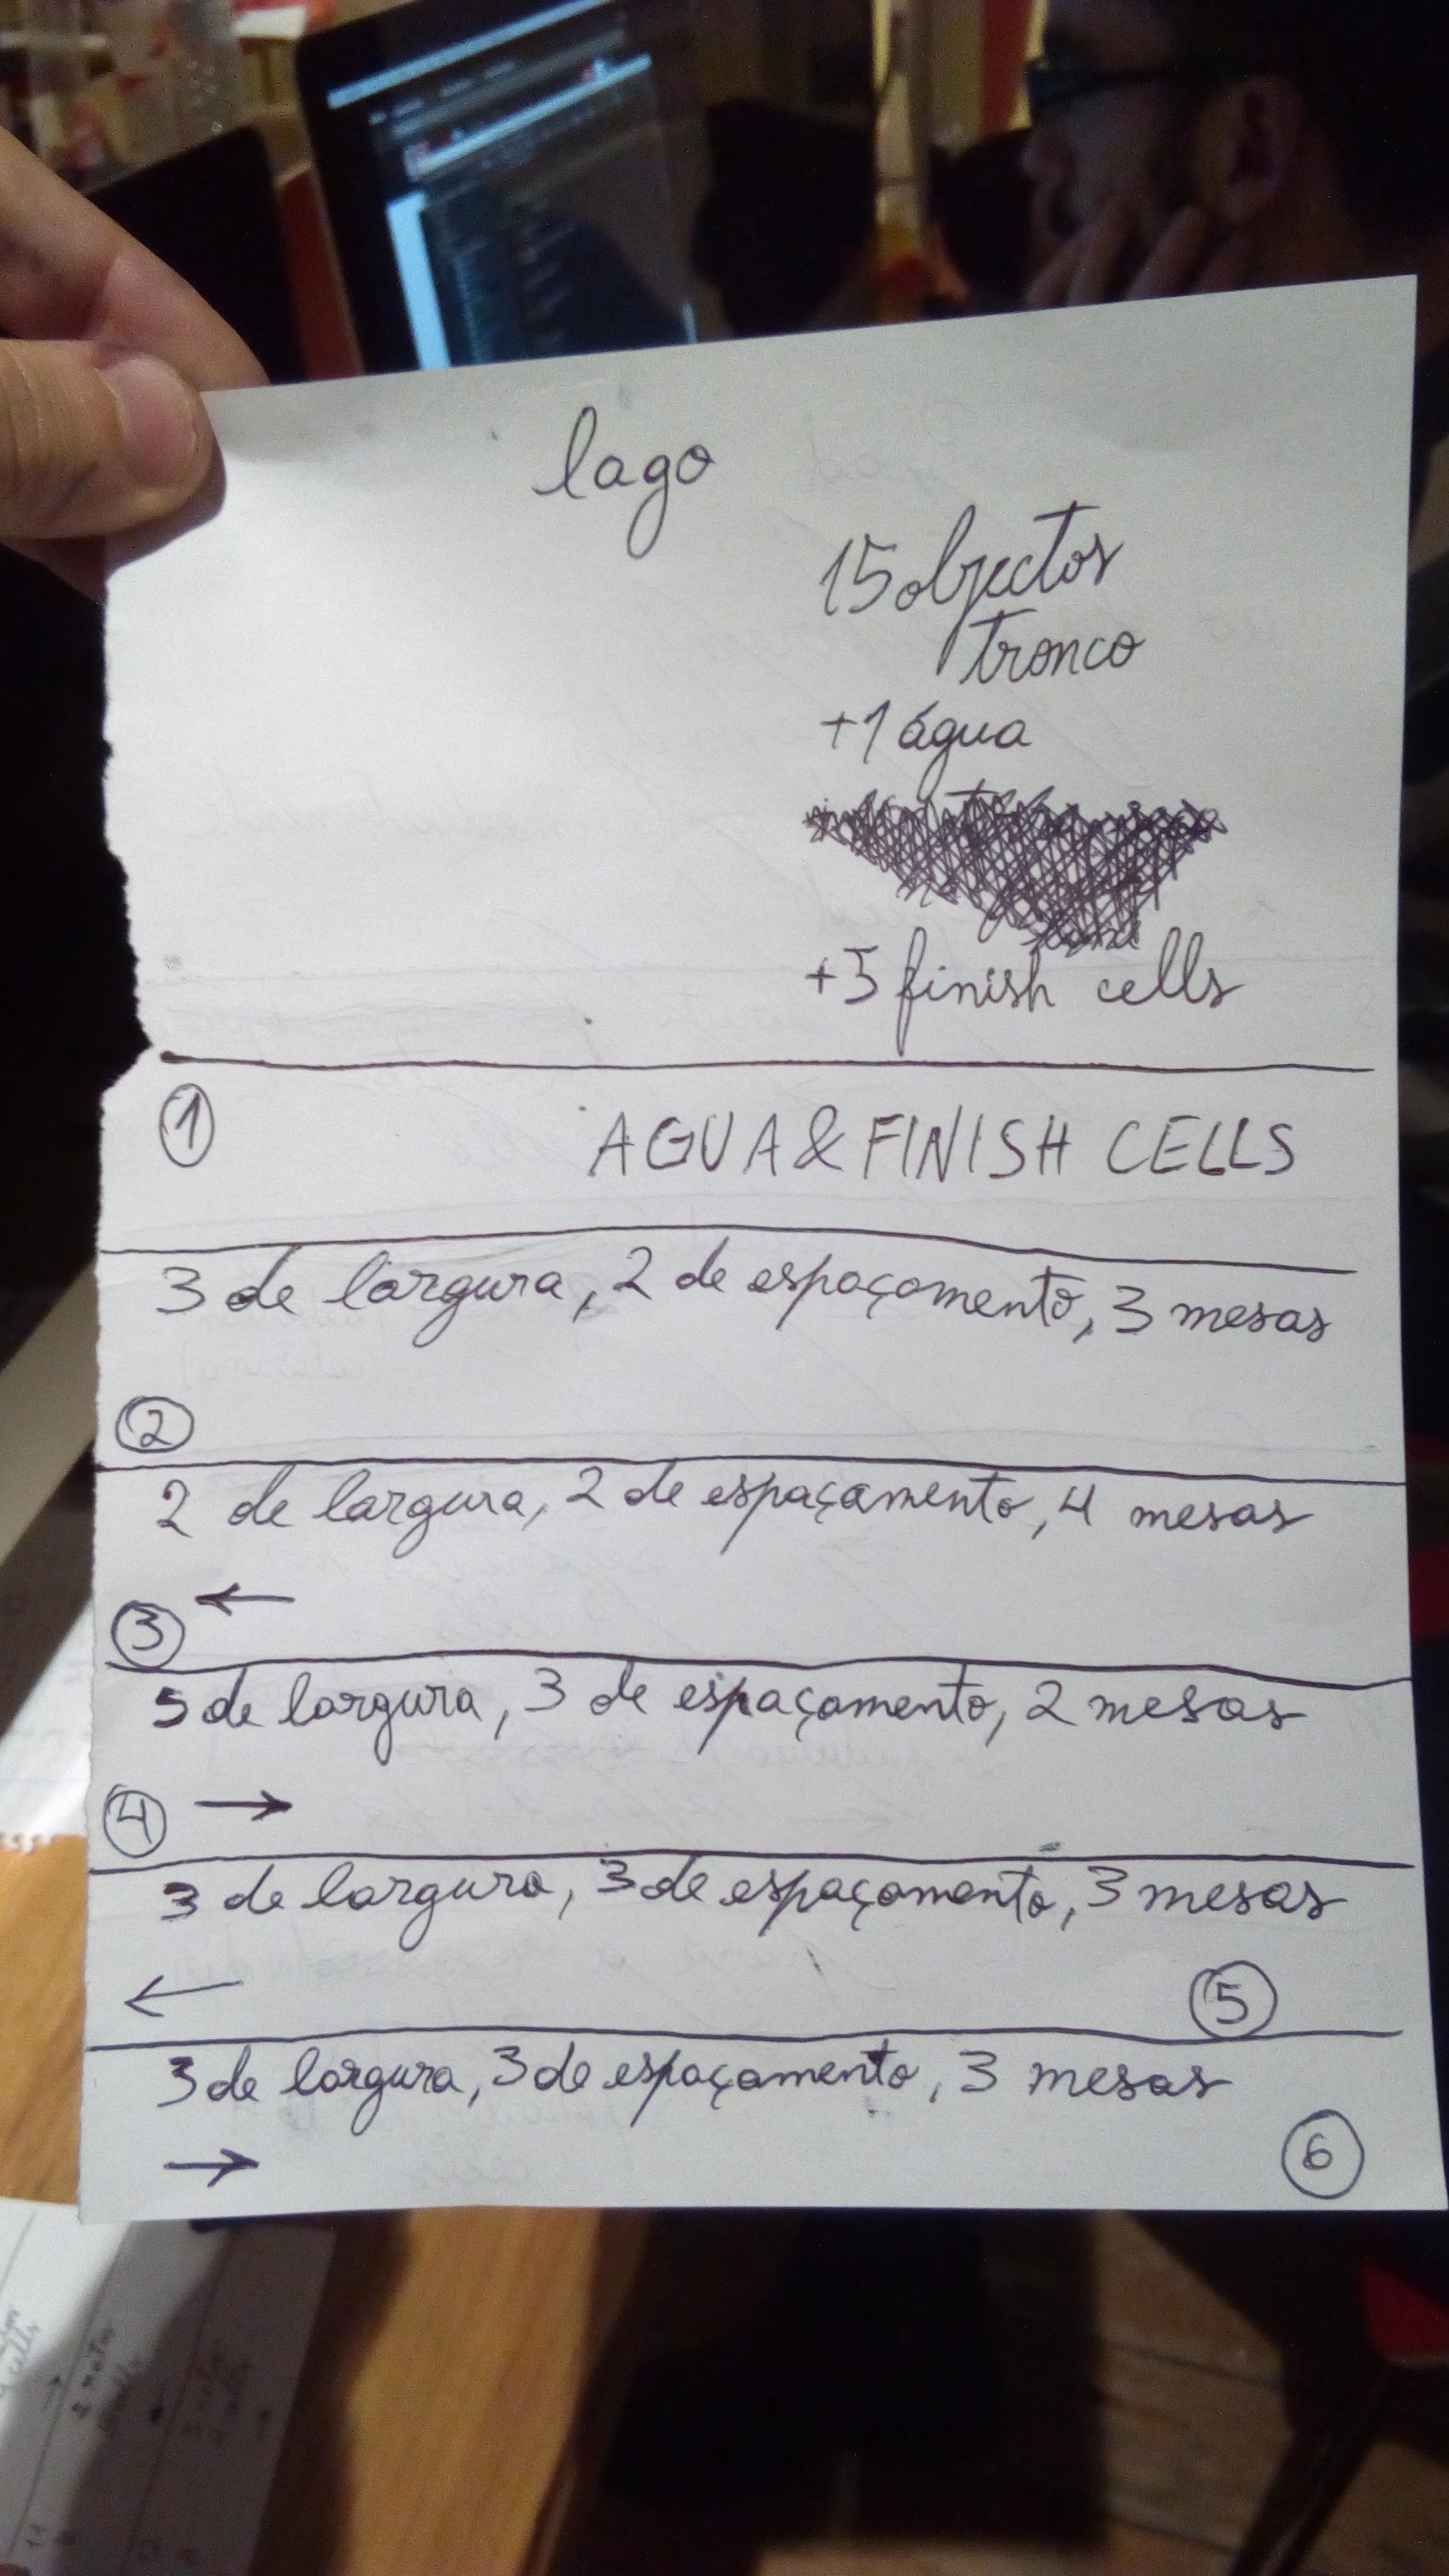 lago
15 objectos
tronco
+1 água
+5 finish cells
1
AGUA & FINISH CELLS
3 de largura, 2 de espaçamento, 3 mesas
2
2 de largura, 2 de espaçamento, 4 mesas
←
3
5 de largura, 3 de espaçamento, 2 mesas
4 →
3 de largura, 3 de espaçamento, 3 mesas
← 5
3 de largura, 3 de espaçamento, 3 mesas
→ 6